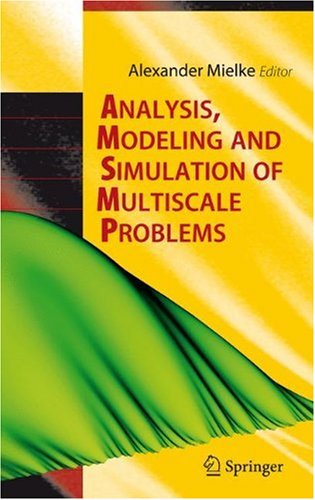 Alexander Mielke Editor
ANALYSIS,
MODELING AND
SIMULATION OF
MULTISCALE
PROBLEMS
Springer